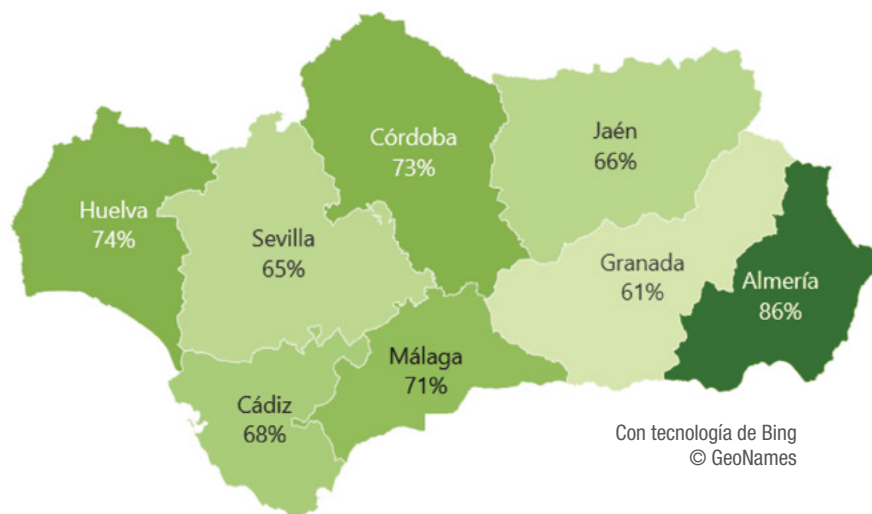 Córdoba
73%
Jaén
66%
Huelva
74%
Sevilla
65%
Granada
61%
Almería
86%
Málaga
71%
Cádiz
68%
Con tecnología de Bing
© GeoNames